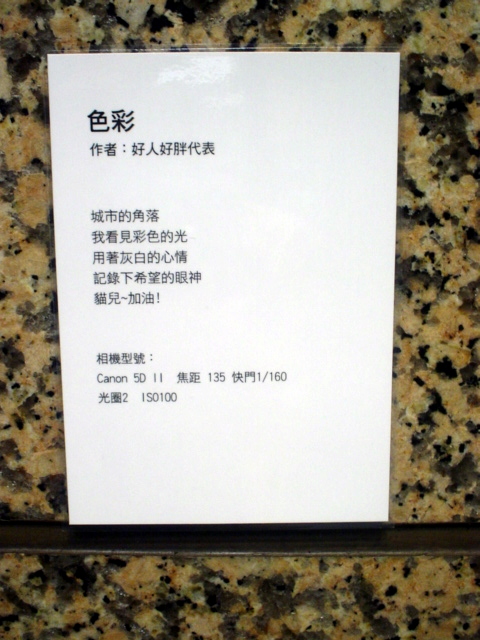 色彩
作者：好人好胖代表
城市的角落
我看見彩色的光
用著灰白的心情
記錄下希望的眼神
貓兒~加油!
相機型號：
Canon 5D II 焦距 135 快門1/160
光圈2 ISO100